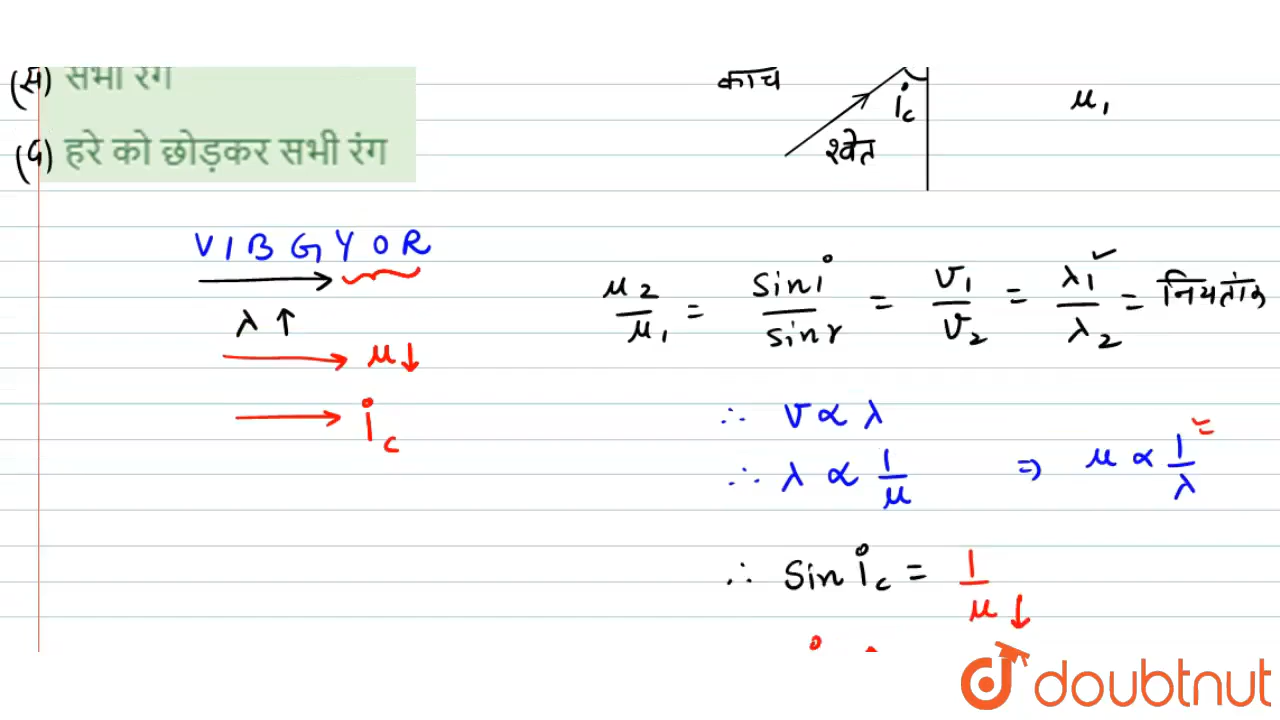 (स) सभी रंग
(द) हरे को छोड़कर सभी रंग
काच
i_c
श्वेत
μ₁
V I B G Y O R
λ ↑
μ↓
i_c
μ₂/μ₁ = sin i/sin r = v₁/v₂ = λ₁/λ₂ = नियतांक
∴ v ∝ λ
∴ λ ∝ 1/μ ⇒ μ ∝ 1/λ
∴ Sin i_c = 1/μ↓
doubtnut